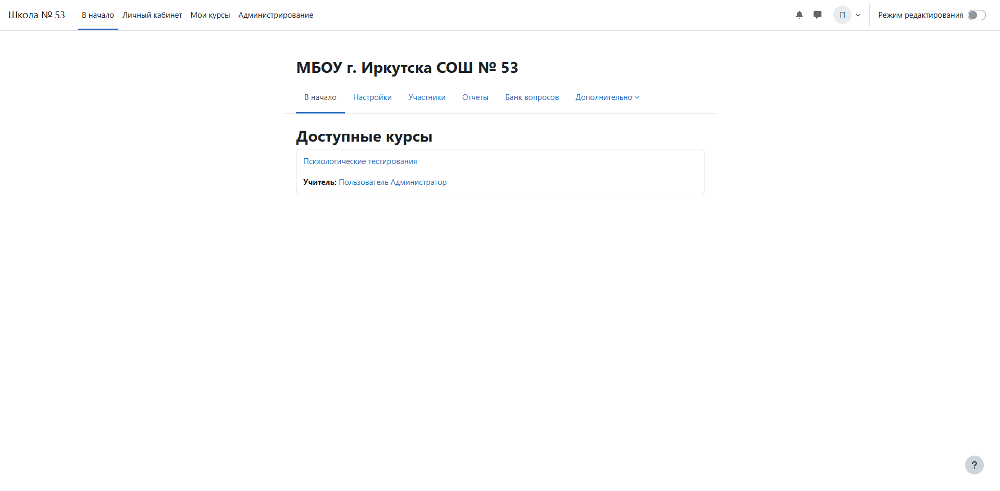 Школа № 53 В начало Личный кабинет Мои курсы Администрирование П Режим редактирования
МБОУ г. Иркутска СОШ № 53
В начало Настройки Участники Отчеты Банк вопросов Дополнительно
Доступные курсы
Психологические тестирования
Учитель: Пользователь Администратор
?